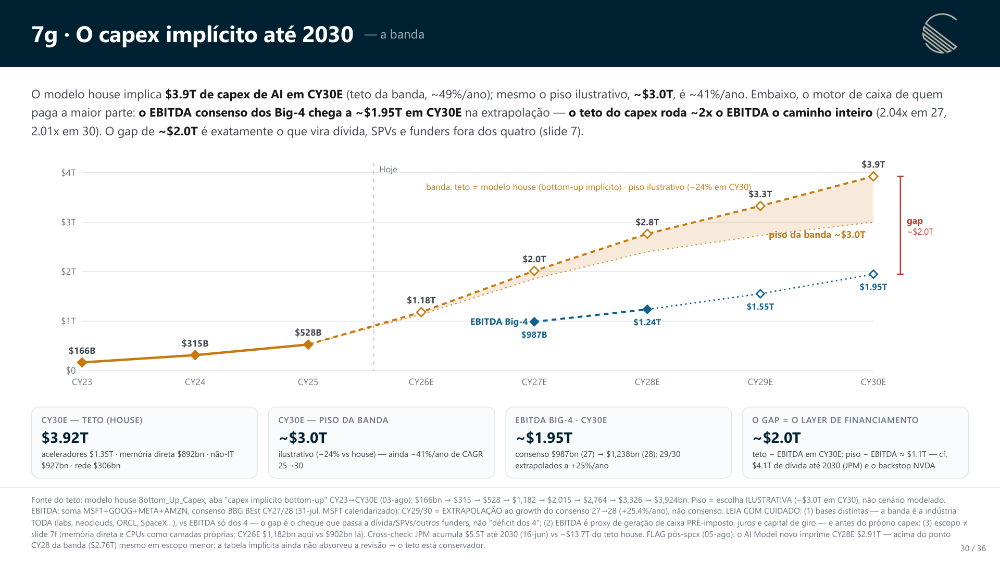 7g · O capex implícito até 2030 — a banda
O modelo house implica $3.9T de capex de AI em CY30E (teto da banda, ~49%/ano); mesmo o piso ilustrativo, ~$3.0T, é ~41%/ano. Embaixo, o motor de caixa de quem
paga a maior parte: o EBITDA consenso dos Big-4 chega a ~$1.95T em CY30E na extrapolação — o teto do capex roda ~2x o EBITDA o caminho inteiro (2.04x em 27,
2.01x em 30). O gap de ~$2.0T é exatamente o que vira dívida, SPVs e funders fora dos quatro (slide 7).
$4T
$3T
$2T
$1T
$0
Hoje
banda: teto = modelo house (bottom-up implícito) · piso ilustrativo (−24% em CY30)
$166B
$315B
$528B
$1.18T
$2.0T
$2.8T
$3.3T
$3.9T
piso da banda ~$3.0T
gap
~$2.0T
EBITDA Big-4
$987B
$1.24T
$1.55T
$1.95T
CY23
CY24
CY25
CY26E
CY27E
CY28E
CY29E
CY30E
CY30E — TETO (HOUSE)
$3.92T
aceleradores $1.35T · memória direta $892bn · não-IT
$927bn · rede $306bn
CY30E — PISO DA BANDA
~$3.0T
ilustrativo (−24% vs house) — ainda ~41%/ano de CAGR
25→30
EBITDA BIG-4 · CY30E
~$1.95T
consenso $987bn (27) → $1,238bn (28); 29/30
extrapolados a +25%/ano
O GAP = O LAYER DE FINANCIAMENTO
~$2.0T
teto − EBITDA em CY30E; piso − EBITDA ≈ $1.1T — cf.
$4.1T de dívida até 2030 (JPM) e o backstop NVDA
Fonte do teto: modelo house Bottom_Up_Capex, aba "capex implícito bottom-up" CY23→CY30E (03-ago): $166bn → $315 → $528 → $1,182 → $2,015 → $2,764 → $3,326 → $3,924bn. Piso = escolha ILUSTRATIVA (~$3.0T em CY30), não cenário modelado.
EBITDA: soma MSFT+GOOG+META+AMZN, consenso BBG BEst CY27/28 (31-jul, MSFT calendarizado); CY29/30 = EXTRAPOLAÇÃO ao growth do consenso 27→28 (+25.4%/ano), não consenso. LEIA COM CUIDADO: (1) bases distintas — a banda é a indústria
TODA (labs, neoclouds, ORCL, SpaceX…), vs EBITDA só dos 4 — o gap é o cheque que passa a dívida/SPVs/outros funders, não "déficit dos 4"; (2) EBITDA é proxy de geração de caixa PRÉ-imposto, juros e capital de giro — e antes do próprio capex; (3) escopo ≠
slide 7f (memória direta e CPUs como camadas próprias; CY26E $1,182bn aqui vs $902bn lá). Cross-check: JPM acumula $5.5T até 2030 (16-jun) vs ~$13.7T do teto house. FLAG pós-spcx (05-ago): o AI Model novo imprime CY28E $2.91T — acima do ponto
CY28 da banda ($2.76T) mesmo em escopo menor; a tabela implícita ainda não absorveu a revisão → o teto está conservador.
30 / 36